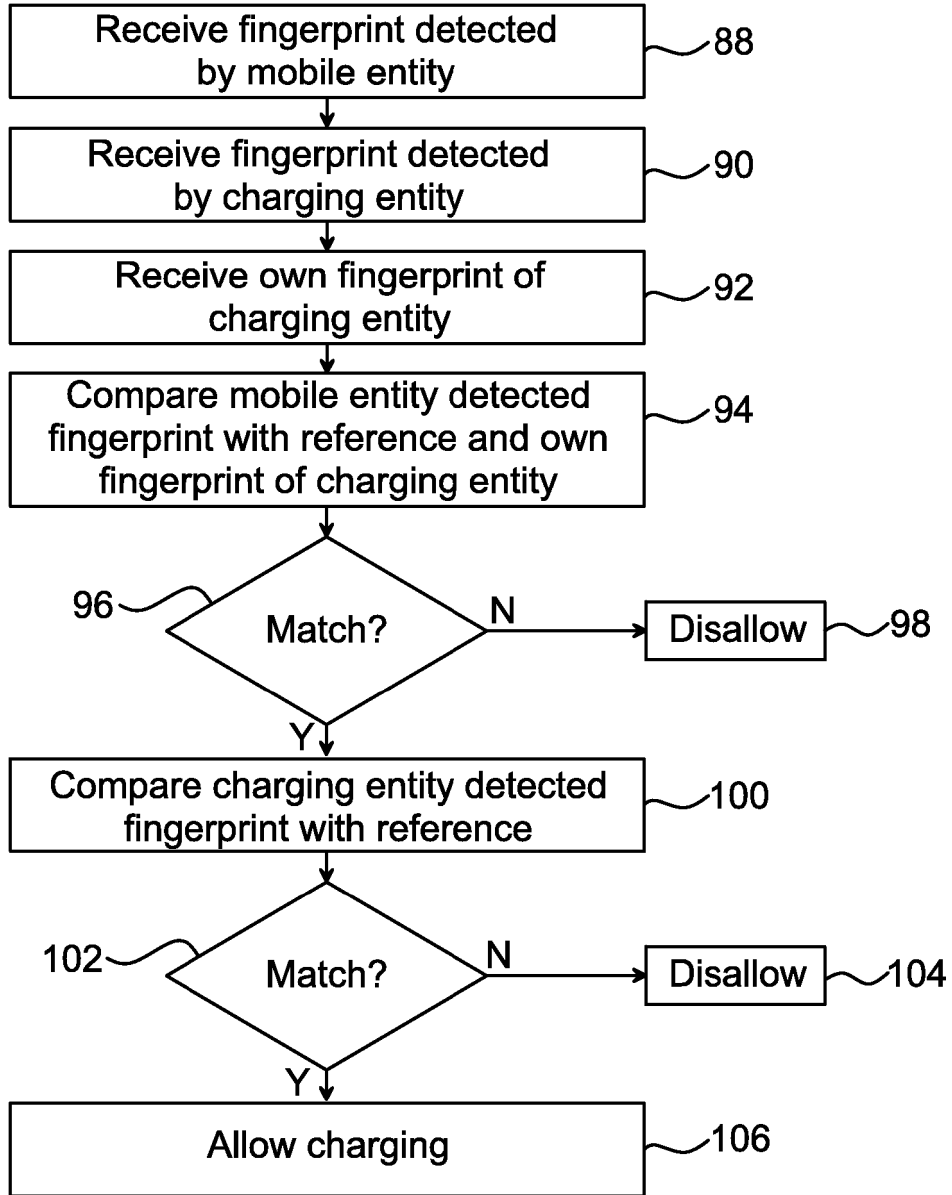 Receive fingerprint detected
by mobile entity
88
Receive fingerprint detected
by charging entity
90
Receive own fingerprint of
charging entity
92
Compare mobile entity detected
fingerprint with reference and own
fingerprint of charging entity
94
96
Match?
N
Disallow
98
Y
Compare charging entity detected
fingerprint with reference
100
102
Match?
N
Disallow
104
Y
Allow charging
106